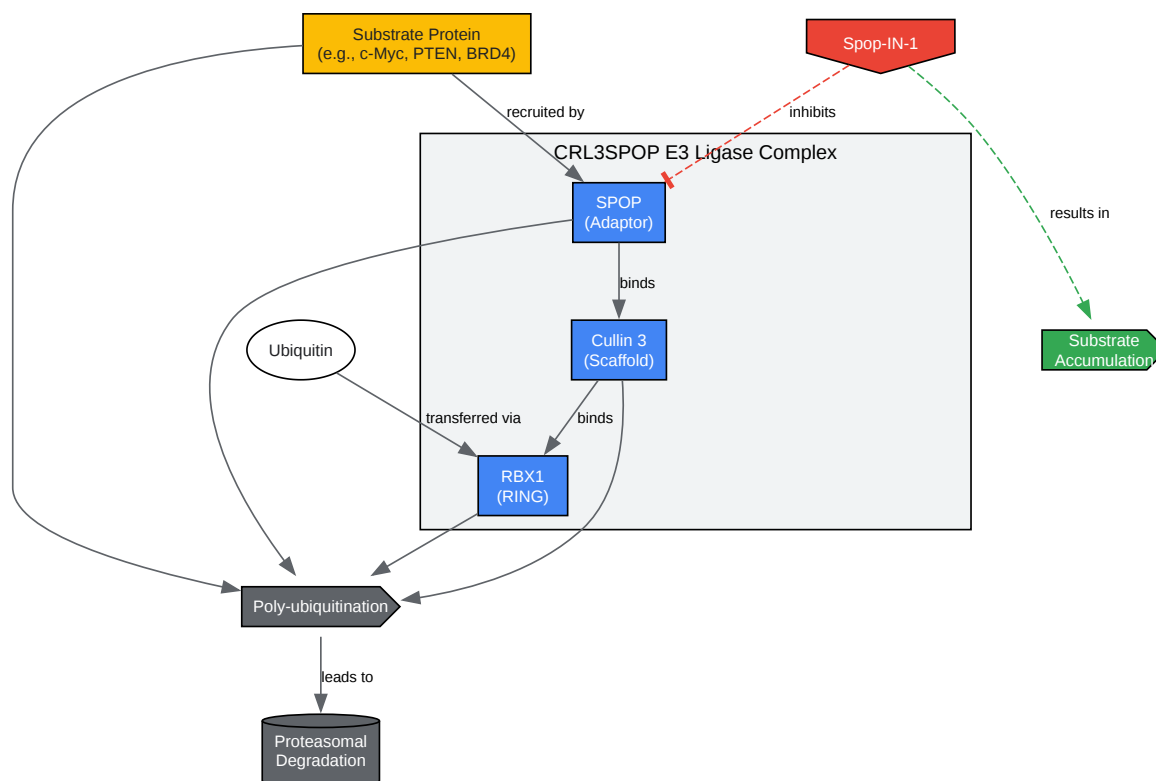 Substrate Protein
(e.g., c-Myc, PTEN, BRD4)
Spop-IN-1
recruited by
inhibits
CRL3SPOP E3 Ligase Complex
SPOP
(Adaptor)
results in
binds
Ubiquitin
Cullin 3
(Scaffold)
Substrate
Accumulation
transferred via
binds
RBX1
(RING)
Poly-ubiquitination
leads to
Proteasomal
Degradation